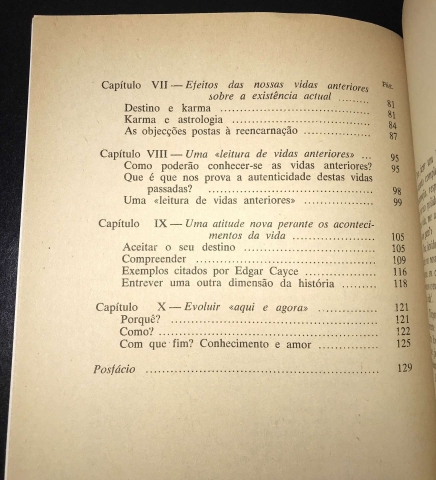 Pág.
Capítulo VII — Efeitos das nossas vidas anteriores
sobre a existência actual ......... 81
Destino e karma ................................ 81
Karma e astrologia ............................. 84
As objecções postas à reencarnação ............ 87
Capítulo VIII — Uma «leitura de vidas anteriores» ... 95
Como poderão conhecer-se as vidas anteriores? 95
Que é que nos prova a autenticidade destas vidas
passadas? ................................ 98
Uma «leitura de vidas anteriores» ............ 99
Capítulo IX — Uma atitude nova perante os aconteci-
mentos da vida ........................ 105
Aceitar o seu destino ........................ 105
Compreender ................................ 109
Exemplos citados por Edgar Cayce ............ 116
Entrever uma outra dimensão da história ...... 118
Capítulo X — Evoluir «aqui e agora» ............ 121
Porquê? ................................ 121
Como? ................................ 122
Com que fim? Conhecimento e amor ............ 125
Posfácio ................................ 129